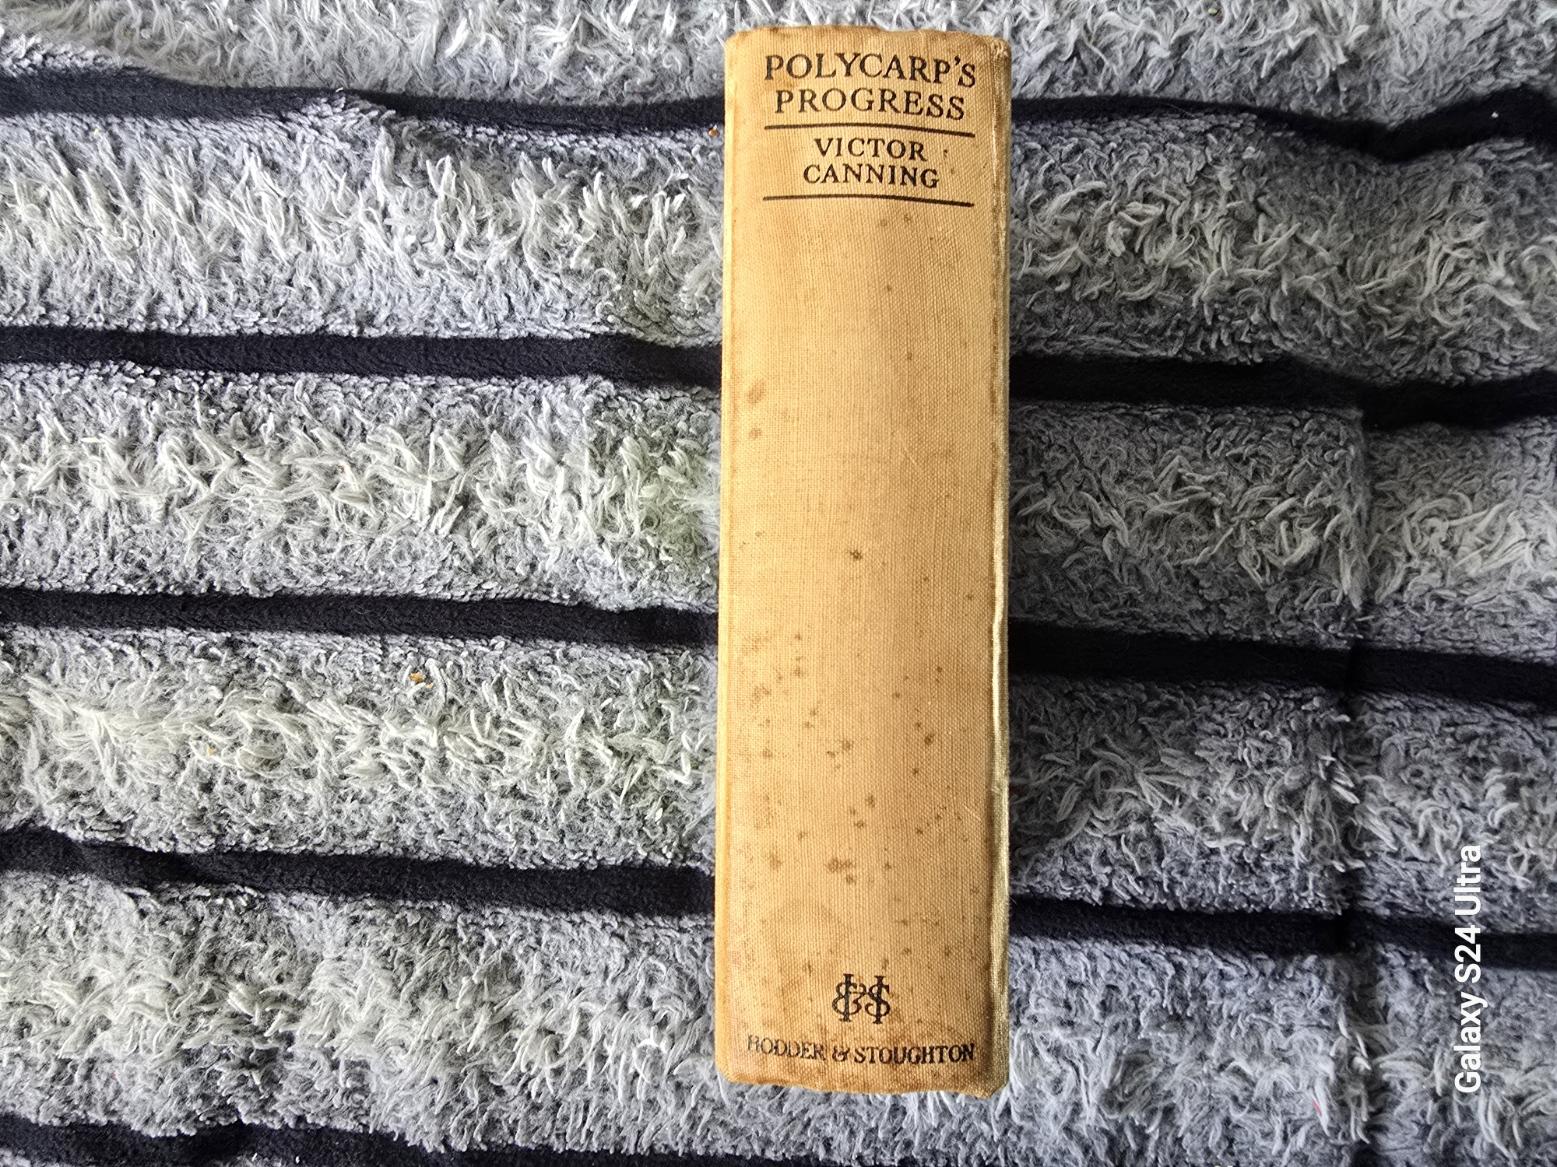 POLYCARP'S
PROGRESS
VICTOR
CANNING
H&S
HODDER & STOUGHTON
Galaxy S24 Ultra